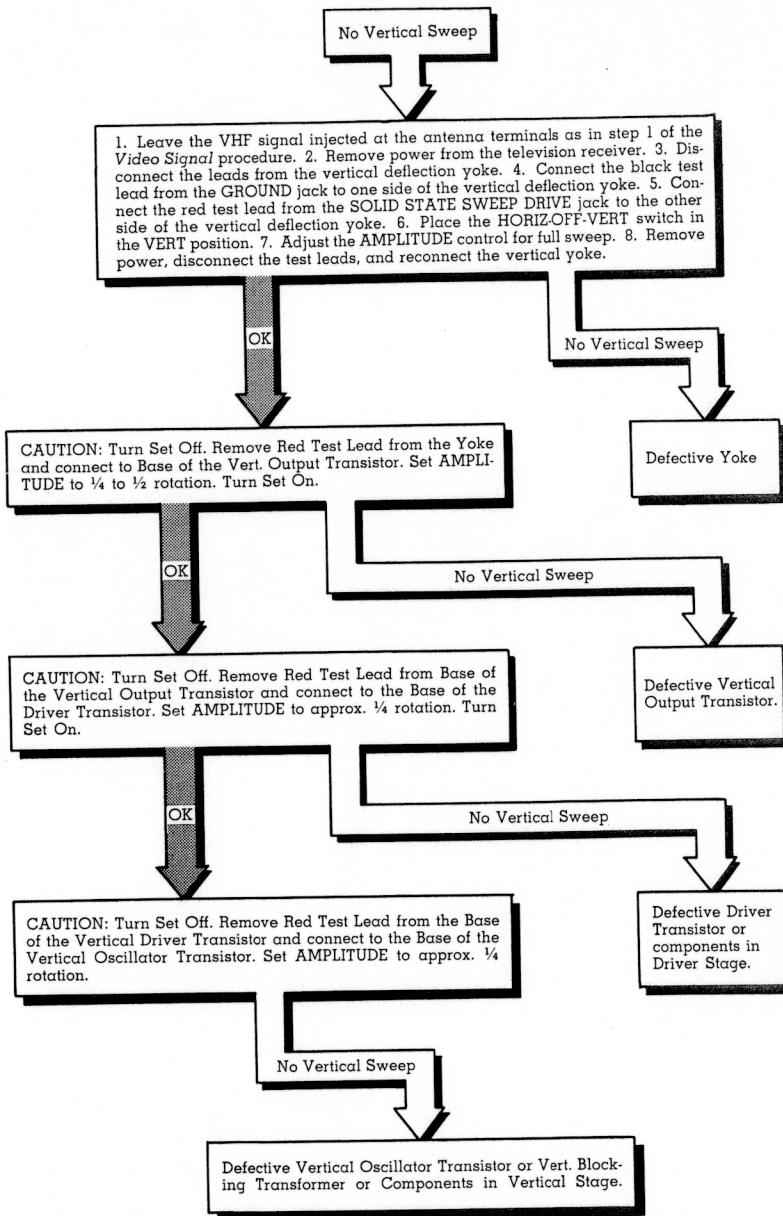 No Vertical Sweep
1. Leave the VHF signal injected at the antenna terminals as in step 1 of the
Video Signal procedure. 2. Remove power from the television receiver. 3. Dis-
connect the leads from the vertical deflection yoke. 4. Connect the black test
lead from the GROUND jack to one side of the vertical deflection yoke. 5. Con-
nect the red test lead from the SOLID STATE SWEEP DRIVE jack to the other
side of the vertical deflection yoke. 6. Place the HORIZ-OFF-VERT switch in
the VERT position. 7. Adjust the AMPLITUDE control for full sweep. 8. Remove
power, disconnect the test leads, and reconnect the vertical yoke.
OK
No Vertical Sweep
CAUTION: Turn Set Off. Remove Red Test Lead from the Yoke
and connect to Base of the Vert. Output Transistor. Set AMPLI-
TUDE to ¼ to ½ rotation. Turn Set On.
Defective Yoke
OK
No Vertical Sweep
CAUTION: Turn Set Off. Remove Red Test Lead from Base of
the Vertical Output Transistor and connect to the Base of the
Driver Transistor. Set AMPLITUDE to approx. ¼ rotation. Turn
Set On.
Defective Vertical
Output Transistor.
OK
No Vertical Sweep
CAUTION: Turn Set Off. Remove Red Test Lead from the Base
of the Vertical Driver Transistor and connect to the Base of the
Vertical Oscillator Transistor. Set AMPLITUDE to approx. ¼
rotation.
Defective Driver
Transistor or
components in
Driver Stage.
No Vertical Sweep
Defective Vertical Oscillator Transistor or Vert. Block-
ing Transformer or Components in Vertical Stage.